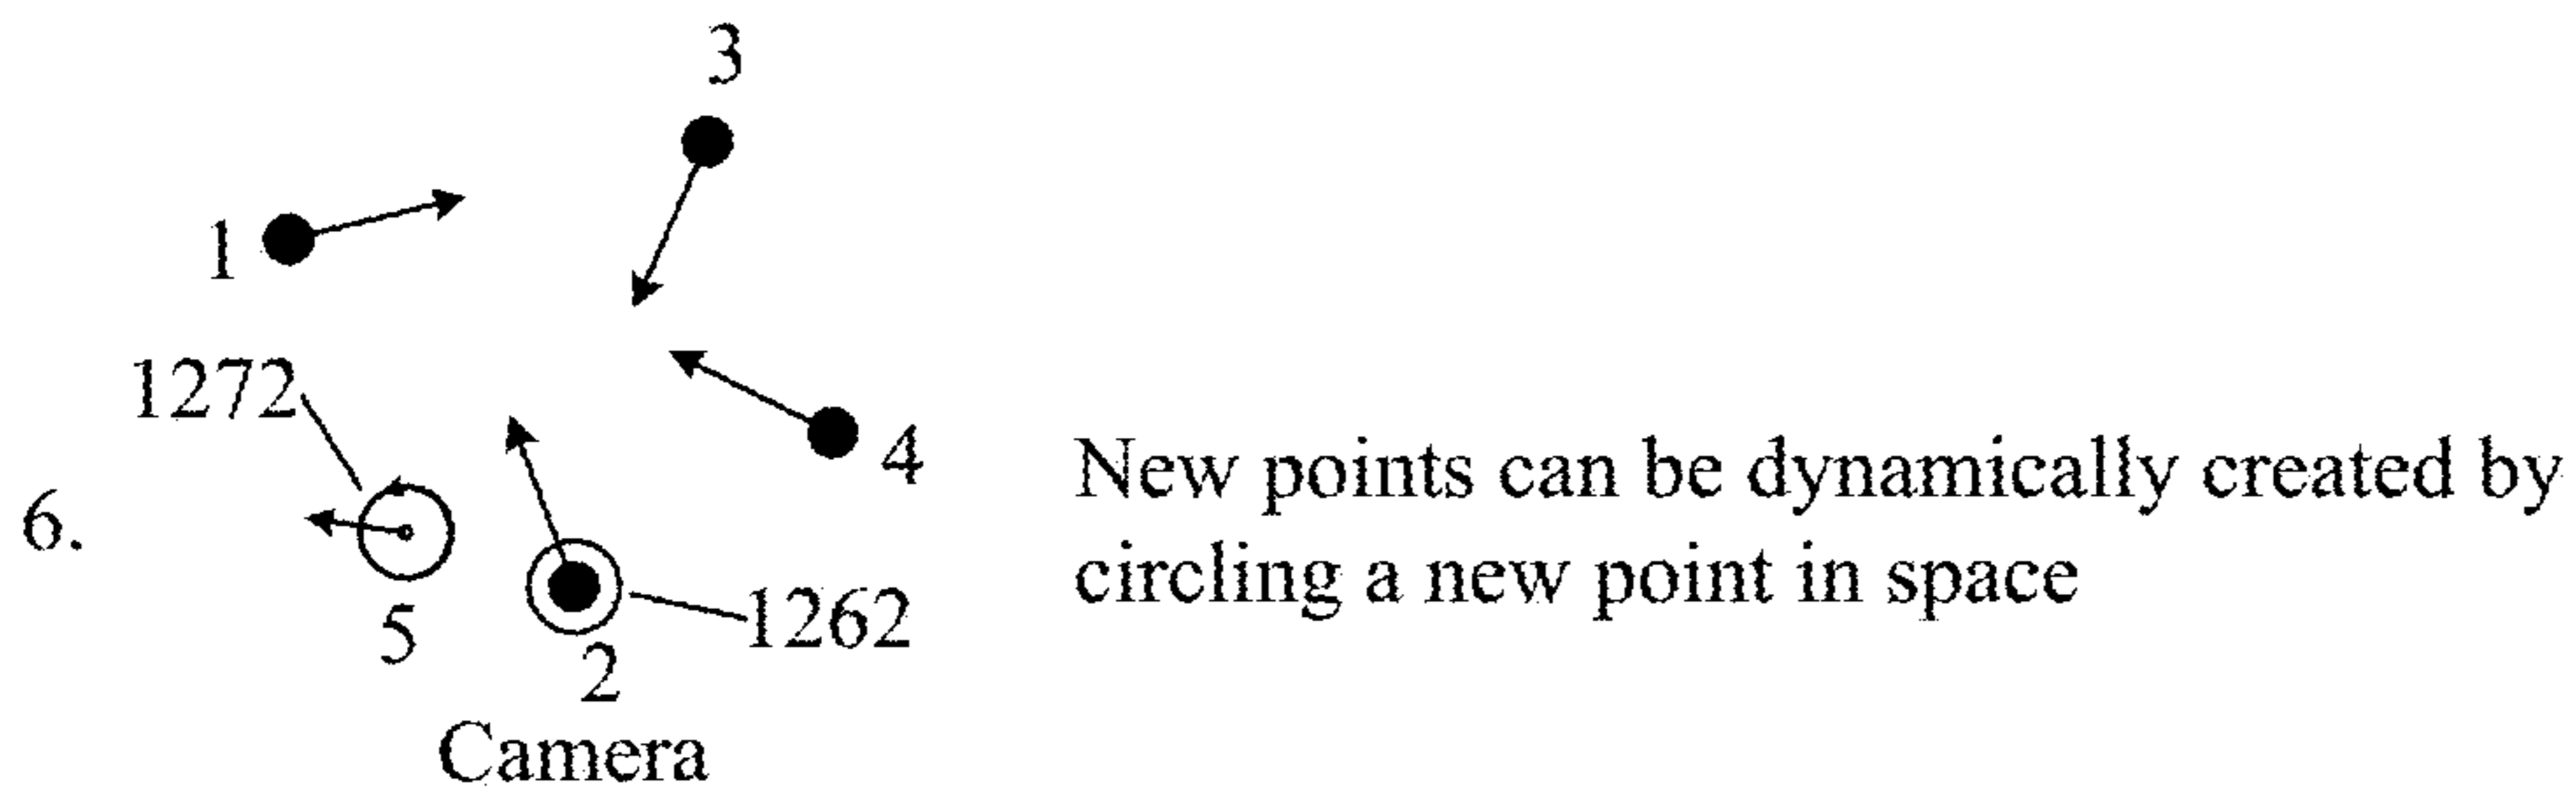 3
1
1272
4
6.
New points can be dynamically created by
circling a new point in space
5
1262
2
Camera